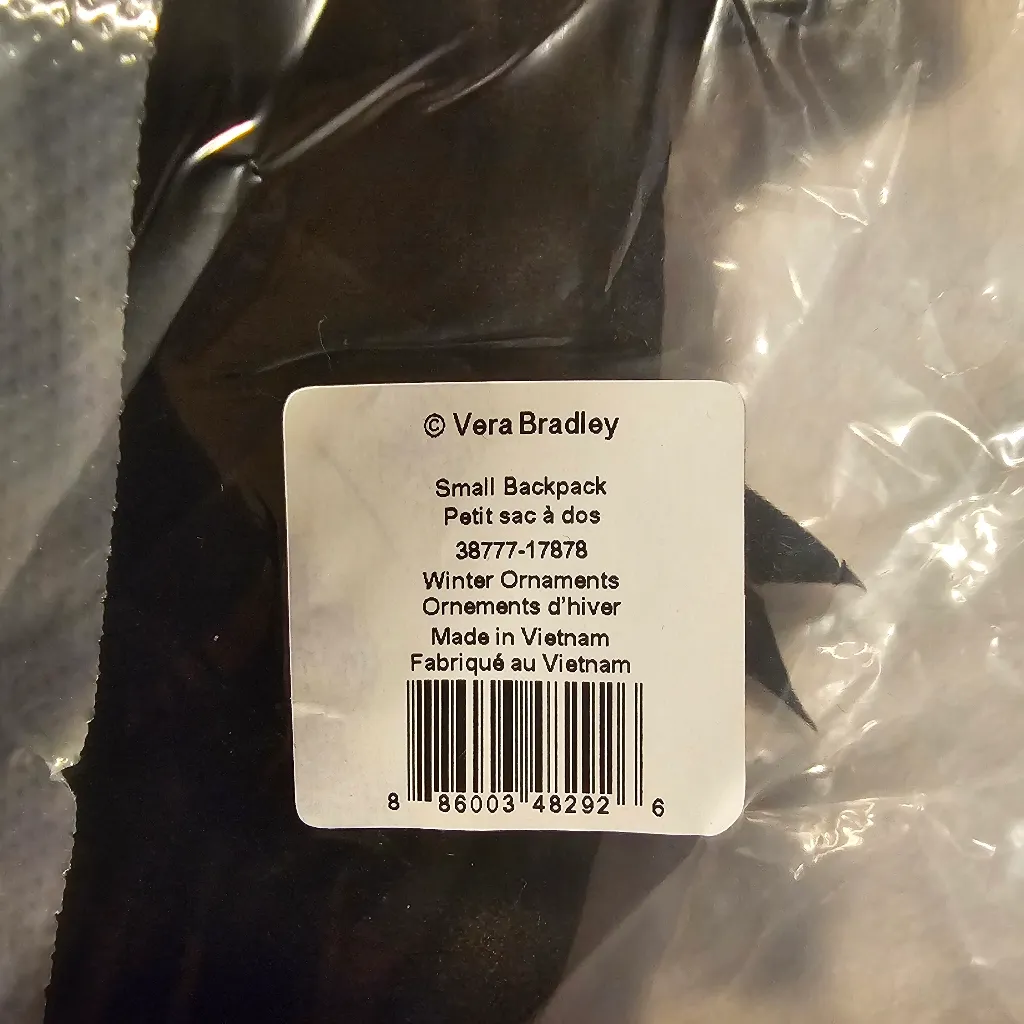 © Vera Bradley
Small Backpack
Petit sac à dos
38777-17878
Winter Ornaments
Ornements d'hiver
Made in Vietnam
Fabriqué au Vietnam
8 86003 48292 6